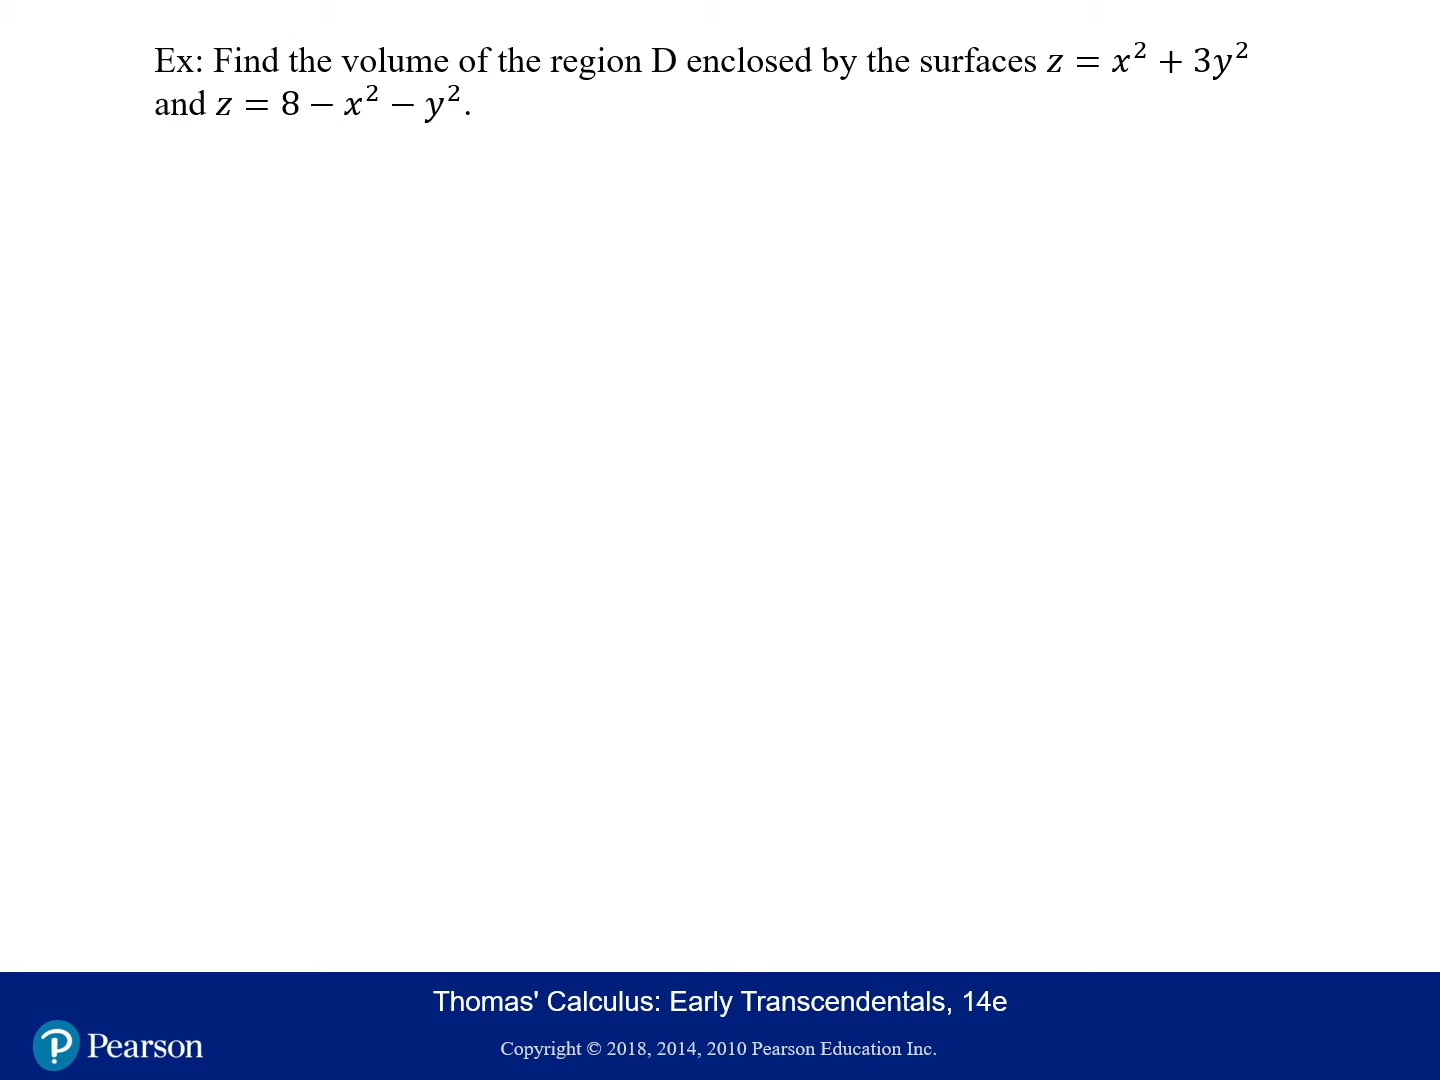 Ex: Find the volume of the region D enclosed by the surfaces 𝑧 = 𝑥² + 3𝑦²
and 𝑧 = 8 − 𝑥² − 𝑦².
Thomas' Calculus: Early Transcendentals, 14e
Pearson
Copyright © 2018, 2014, 2010 Pearson Education Inc.